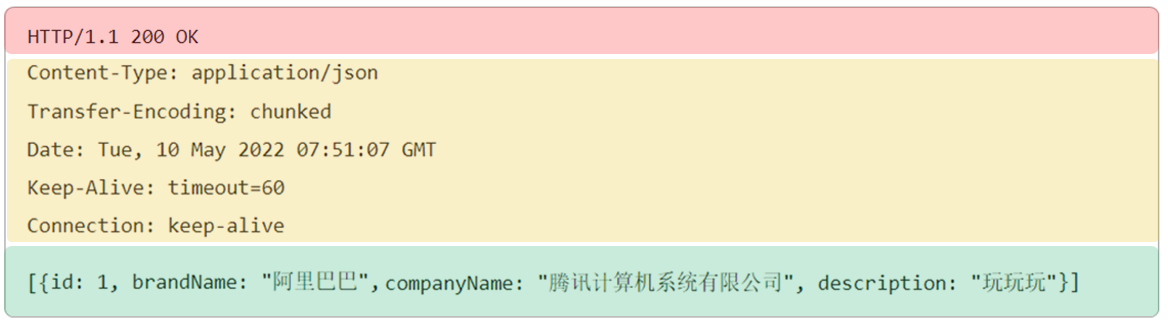 HTTP/1.1 200 OK
Content-Type: application/json
Transfer-Encoding: chunked
Date: Tue, 10 May 2022 07:51:07 GMT
Keep-Alive: timeout=60
Connection: keep-alive
[{id: 1, brandName: "阿里巴巴",companyName: "腾讯计算机系统有限公司", description: "玩玩玩"}]